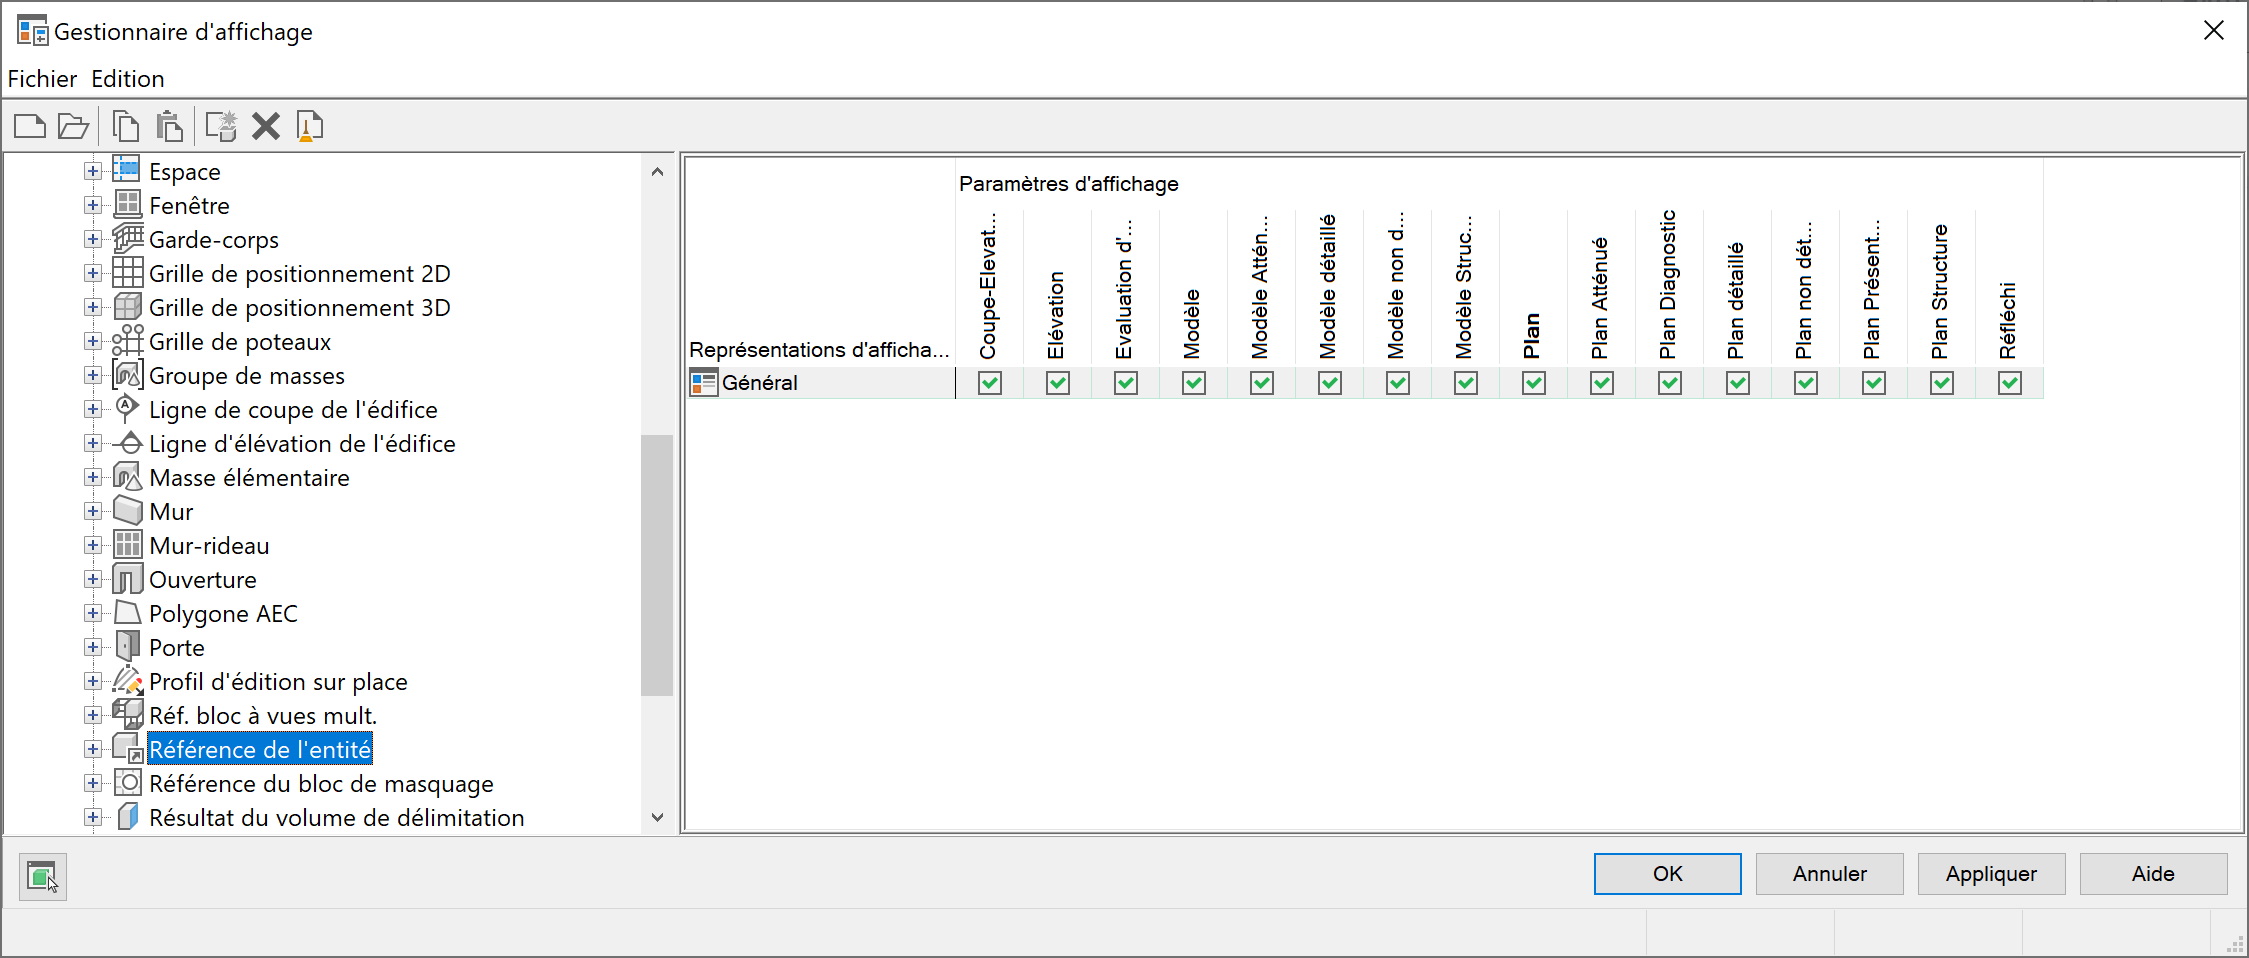 Gestionnaire d'affichage
Fichier Edition
Espace
Fenêtre
Garde-corps
Grille de positionnement 2D
Grille de positionnement 3D
Grille de poteaux
Groupe de masses
Ligne de coupe de l'édifice
Ligne d'élévation de l'édifice
Masse élémentaire
Mur
Mur-rideau
Ouverture
Polygone AEC
Porte
Profil d'édition sur place
Réf. bloc à vues mult.
Référence de l'entité
Référence du bloc de masquage
Résultat du volume de délimitation
Paramètres d'affichage
Représentations d'afficha...
Coupe-Elevat...
Elévation
Evaluation d'...
Modèle
Modèle Attén...
Modèle détaillé
Modèle non d...
Modèle Struc...
Plan
Plan Atténué
Plan Diagnostic
Plan détaillé
Plan non dét...
Plan Présent...
Plan Structure
Réfléchi
Général
OK
Annuler
Appliquer
Aide